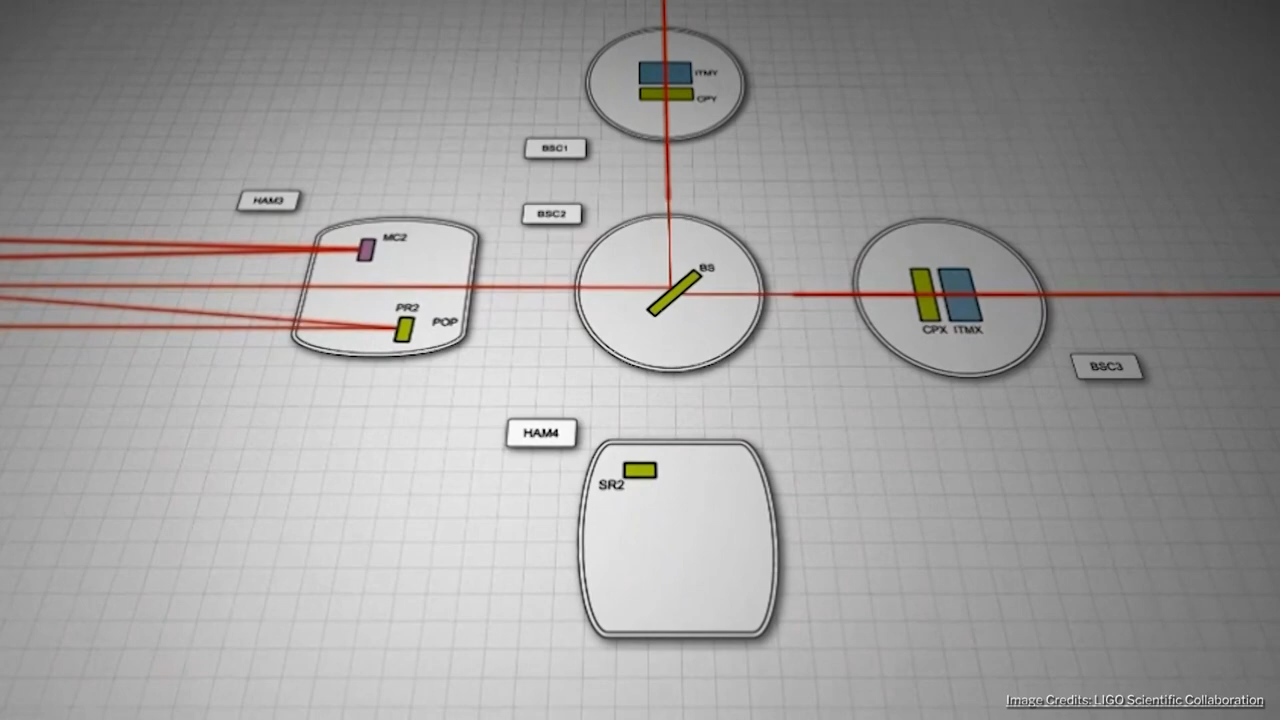 ITMY
CPY
BSC1
HAM3
BSC2
MC2
BS
PR2
POP
CPX ITMX
BSC3
HAM4
SR2
Image Credits: LIGO Scientific Collaboration